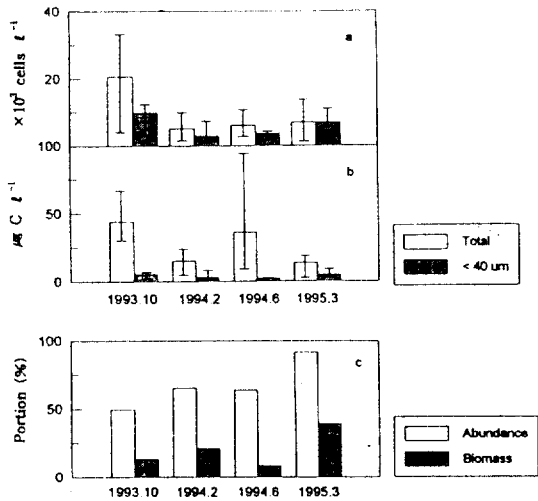 40
a
20
×10³ cells ℓ⁻¹
100
b
50
μg C ℓ⁻¹
0
1993.10 1994.2 1994.6 1995.3
Total
< 40 um
100
c
50
Portion (%)
0
1993.10 1994.2 1994.6 1995.3
Abundance
Biomass